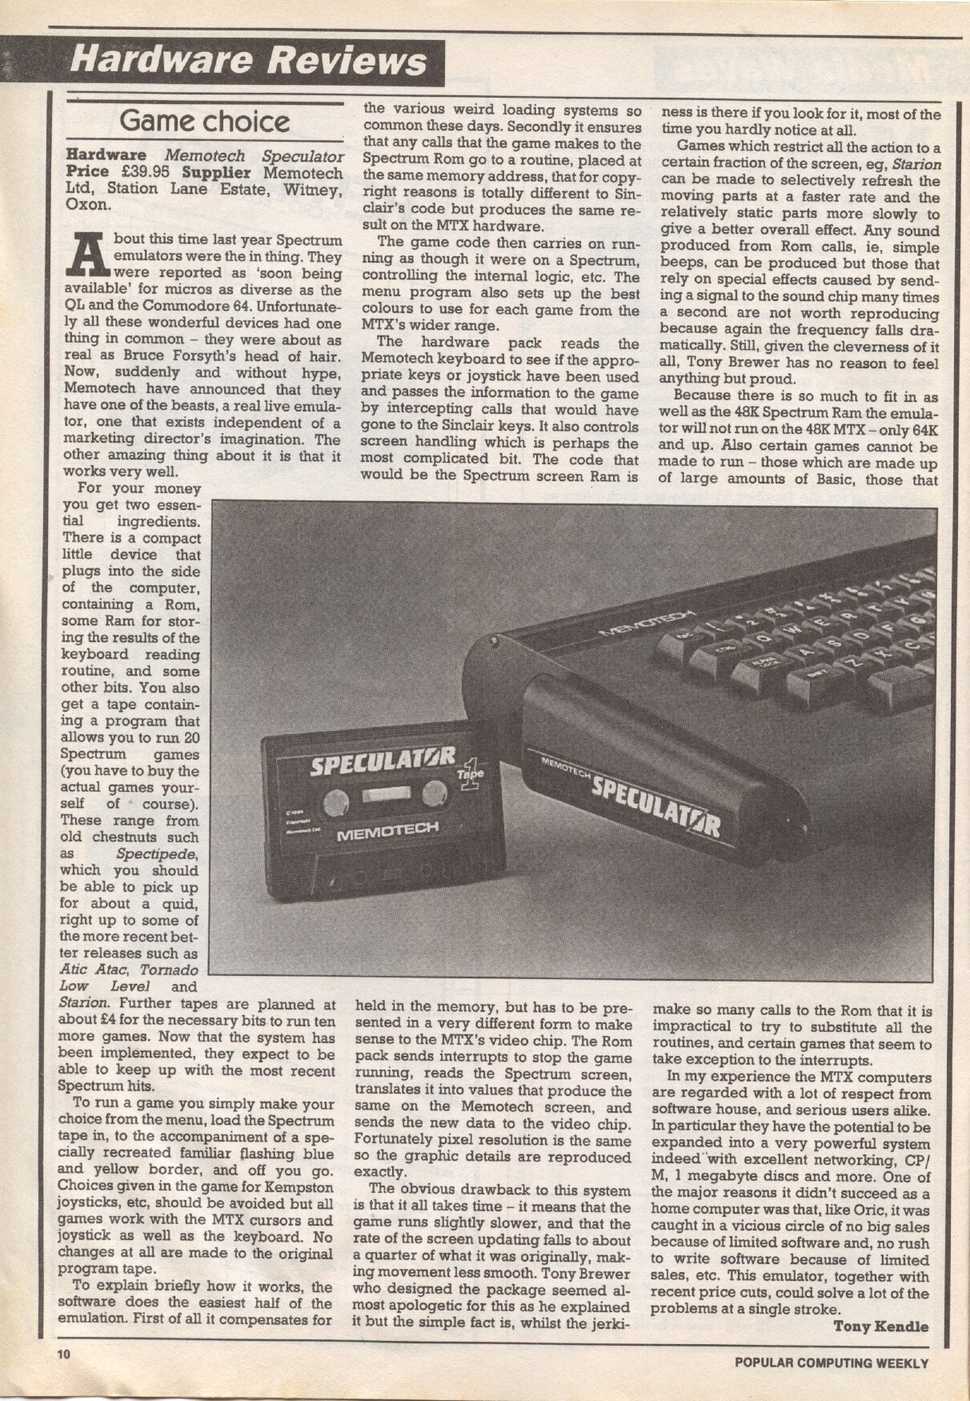 Hardware Reviews
Game choice
Hardware Memotech Speculator
Price £39.95 Supplier Memotech
Ltd, Station Lane Estate, Witney,
Oxon.
About this time last year Spectrum
emulators were the in thing. They
were reported as ‘soon being
available’ for micros as diverse as the
QL and the Commodore 64. Unfortunate-
ly all these wonderful devices had one
thing in common – they were about as
real as Bruce Forsyth's head of hair.
Now, suddenly and without hype,
Memotech have announced that they
have one of the beasts, a real live emula-
tor, one that exists independent of a
marketing director's imagination. The
other amazing thing about it is that it
works very well.
For your money
you get two essen-
tial ingredients.
There is a compact
little device that
plugs into the side
of the computer,
containing a Rom,
some Ram for stor-
ing the results of the
keyboard reading
routine, and some
other bits. You also
get a tape contain-
ing a program that
allows you to run 20
Spectrum games
(you have to buy the
actual games your-
self of course).
These range from
old chestnuts such
as Spectipede,
which you should
be able to pick up
for about a quid,
right up to some of
the more recent bet-
ter releases such as
Atic Atac, Tornado
Low Level and
Starion. Further tapes are planned at
about £4 for the necessary bits to run ten
more games. Now that the system has
been implemented, they expect to be
able to keep up with the most recent
Spectrum hits.
To run a game you simply make your
choice from the menu, load the Spectrum
tape in, to the accompaniment of a spe-
cially recreated familiar flashing blue
and yellow border, and off you go.
Choices given in the game for Kempston
joysticks, etc, should be avoided but all
games work with the MTX cursors and
joystick as well as the keyboard. No
changes at all are made to the original
program tape.
To explain briefly how it works, the
software does the easiest half of the
emulation. First of all it compensates for
the various weird loading systems so
common these days. Secondly it ensures
that any calls that the game makes to the
Spectrum Rom go to a routine, placed at
the same memory address, that for copy-
right reasons is totally different to Sin-
clair's code but produces the same re-
sult on the MTX hardware.
The game code then carries on run-
ning as though it were on a Spectrum,
controlling the internal logic, etc. The
menu program also sets up the best
colours to use for each game from the
MTX's wider range.
The hardware pack reads the
Memotech keyboard to see if the appro-
priate keys or joystick have been used
and passes the information to the game
by intercepting calls that would have
gone to the Sinclair keys. It also controls
screen handling which is perhaps the
most complicated bit. The code that
would be the Spectrum screen Ram is
MEMOTECH
SPECULATOR
Tape 1
MEMOTECH
MEMOTECH
SPECULATOR
held in the memory, but has to be pre-
sented in a very different form to make
sense to the MTX's video chip. The Rom
pack sends interrupts to stop the game
running, reads the Spectrum screen,
translates it into values that produce the
same on the Memotech screen, and
sends the new data to the video chip.
Fortunately pixel resolution is the same
so the graphic details are reproduced
exactly.
The obvious drawback to this system
is that it all takes time – it means that the
game runs slightly slower, and that the
rate of the screen updating falls to about
a quarter of what it was originally, mak-
ing movement less smooth. Tony Brewer
who designed the package seemed al-
most apologetic for this as he explained
it but the simple fact is, whilst the jerki-
ness is there if you look for it, most of the
time you hardly notice at all.
Games which restrict all the action to a
certain fraction of the screen, eg, Starion
can be made to selectively refresh the
moving parts at a faster rate and the
relatively static parts more slowly to
give a better overall effect. Any sound
produced from Rom calls, ie, simple
beeps, can be produced but those that
rely on special effects caused by send-
ing a signal to the sound chip many times
a second are not worth reproducing
because again the frequency falls dra-
matically. Still, given the cleverness of it
all, Tony Brewer has no reason to feel
anything but proud.
Because there is so much to fit in as
well as the 48K Spectrum Ram the emula-
tor will not run on the 48K MTX – only 64K
and up. Also certain games cannot be
made to run – those which are made up
of large amounts of Basic, those that
make so many calls to the Rom that it is
impractical to try to substitute all the
routines, and certain games that seem to
take exception to the interrupts.
In my experience the MTX computers
are regarded with a lot of respect from
software house, and serious users alike.
In particular they have the potential to be
expanded into a very powerful system
indeed with excellent networking, CP/
M, 1 megabyte discs and more. One of
the major reasons it didn't succeed as a
home computer was that, like Oric, it was
caught in a vicious circle of no big sales
because of limited software and, no rush
to write software because of limited
sales, etc. This emulator, together with
recent price cuts, could solve a lot of the
problems at a single stroke.
Tony Kendle
10
POPULAR COMPUTING WEEKLY